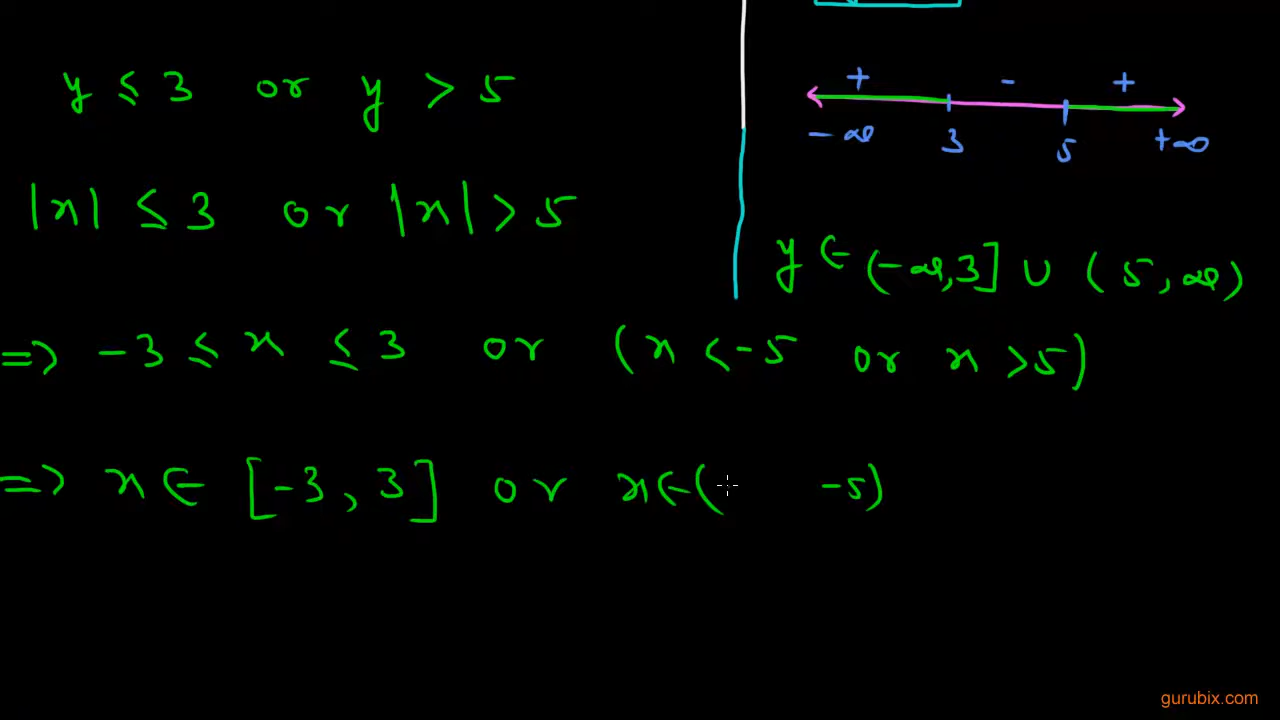 y ≤ 3 or y > 5
|x| ≤ 3 or |x| > 5
+ - +
-∞ 3 5 +∞
y ∈ (-∞, 3] ∪ (5, ∞)
=> -3 ≤ x ≤ 3 or (x < -5 or x > 5)
=> x ∈ [-3, 3] or x ∈ ( -5)
gurubix.com